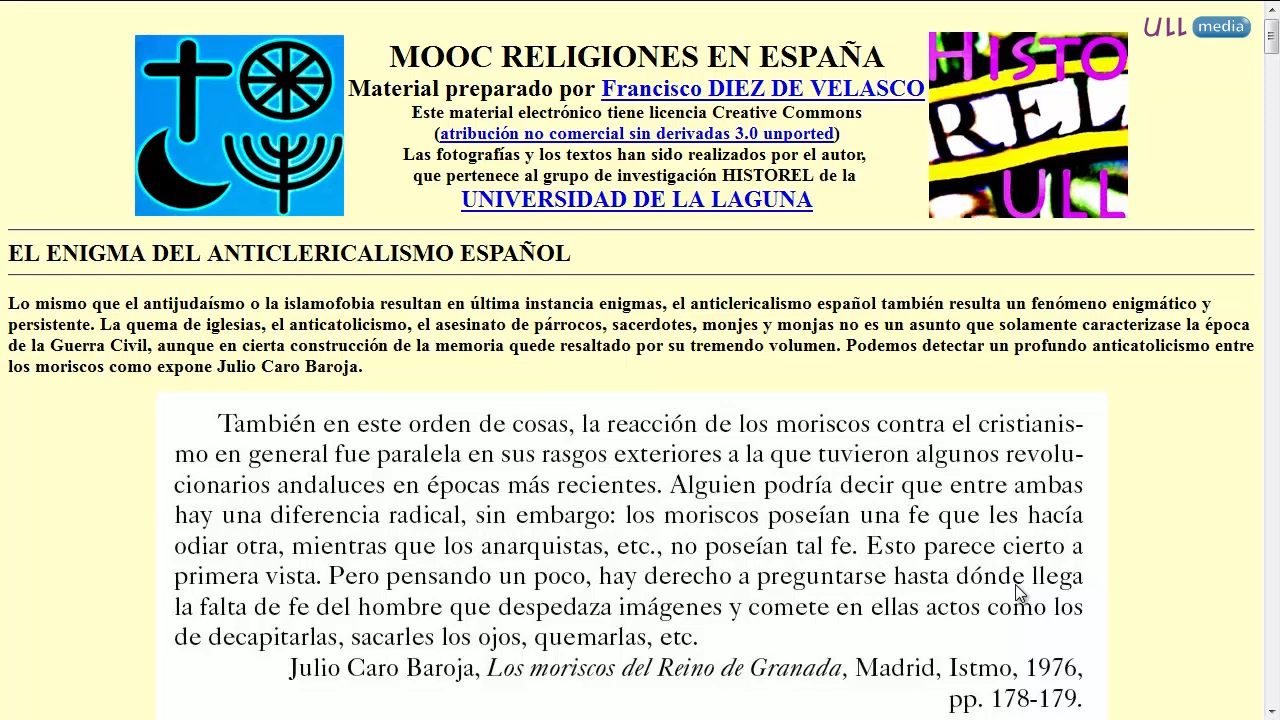 ULL media
MOOC RELIGIONES EN ESPAÑA
Material preparado por Francisco DIEZ DE VELASCO
Este material electrónico tiene licencia Creative Commons
(atribución no comercial sin derivadas 3.0 unported)
Las fotografías y los textos han sido realizados por el autor,
que pertenece al grupo de investigación HISTOREL de la
UNIVERSIDAD DE LA LAGUNA
HISTO
REL
ULL
EL ENIGMA DEL ANTICLERICALISMO ESPAÑOL
Lo mismo que el antijudaísmo o la islamofobia resultan en última instancia enigmas, el anticlericalismo español también resulta un fenómeno enigmático y
persistente. La quema de iglesias, el anticatolicismo, el asesinato de párrocos, sacerdotes, monjes y monjas no es un asunto que solamente caracterizase la época
de la Guerra Civil, aunque en cierta construcción de la memoria quede resaltado por su tremendo volumen. Podemos detectar un profundo anticatolicismo entre
los moriscos como expone Julio Caro Baroja.
También en este orden de cosas, la reacción de los moriscos contra el cristianis-
mo en general fue paralela en sus rasgos exteriores a la que tuvieron algunos revolu-
cionarios andaluces en épocas más recientes. Alguien podría decir que entre ambas
hay una diferencia radical, sin embargo: los moriscos poseían una fe que les hacía
odiar otra, mientras que los anarquistas, etc., no poseían tal fe. Esto parece cierto a
primera vista. Pero pensando un poco, hay derecho a preguntarse hasta dónde llega
la falta de fe del hombre que despedaza imágenes y comete en ellas actos como los
de decapitarlas, sacarles los ojos, quemarlas, etc.
Julio Caro Baroja, Los moriscos del Reino de Granada, Madrid, Istmo, 1976,
pp. 178-179.